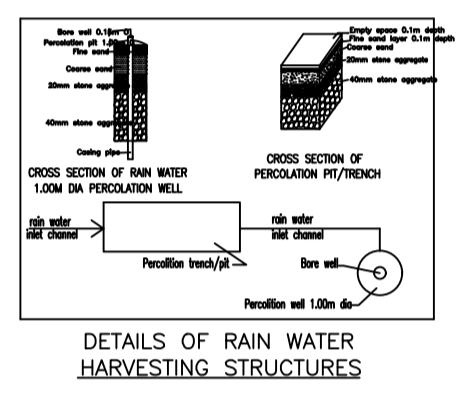 Bore well 0.15m
Percolation pit 1.00
Fine sand
Coarse sand
20mm stone aggre
40mm stone aggre
Casing pipe
CROSS SECTION OF RAIN WATER
1.00M DIA PERCOLATION WELL
Empty space 0.1m depth
Fine sand layer 0.1m depth
Coarse sand
20mm stone aggregate
40mm stone aggregate
CROSS SECTION OF
PERCOLATION PIT/TRENCH
rain water
inlet channel
Percolition trench/pit
rain water
inlet channel
Bore well
Percolition well 1.00m dia
DETAILS OF RAIN WATER
HARVESTING STRUCTURES